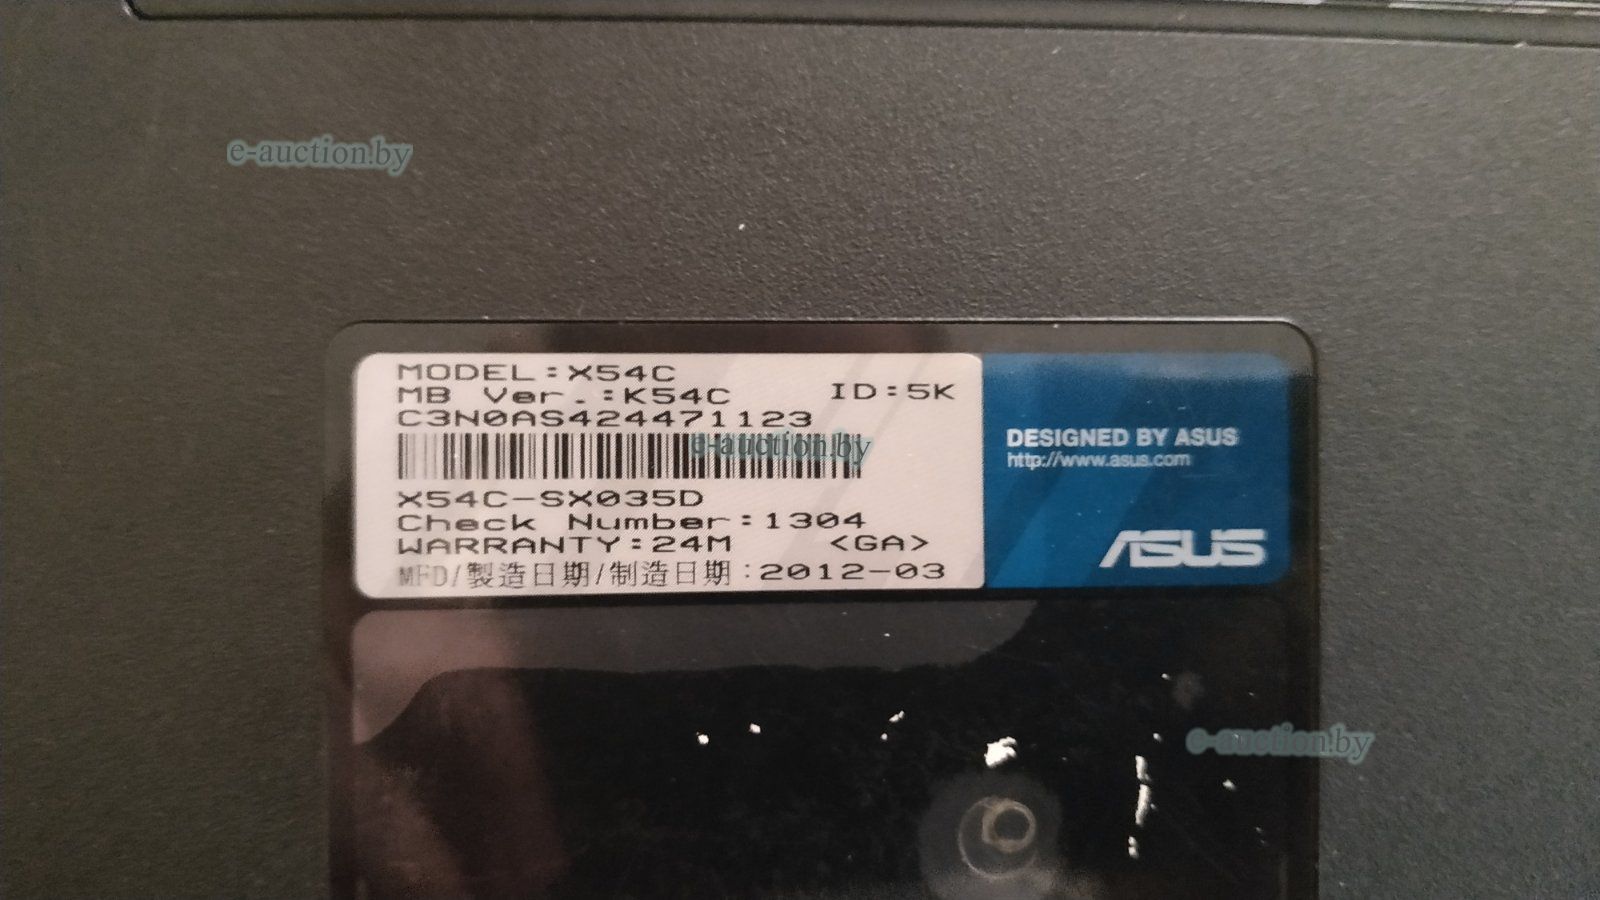 e-auction.by
MODEL:X54C
MB Ver.:K54C ID:5K
C3N0AS424471123
e-auction.by
X54C-SX035D
Check Number:1304
WARRANTY:24M <GA>
MFD/製造日期/制造日期:2012-03
DESIGNED BY ASUS
http://www.asus.com
ASUS
e-auction.by